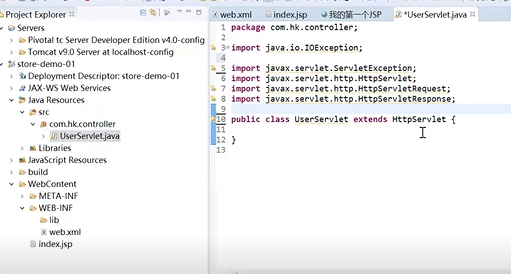 Project Explorer
Servers
Pivotal tc Server Developer Edition v4.0-config
Tomcat v9.0 Server at localhost-config
store-demo-01
Deployment Descriptor: store-demo-01
JAX-WS Web Services
Java Resources
src
com.hk.controller
UserServlet.java
Libraries
JavaScript Resources
build
WebContent
META-INF
WEB-INF
lib
web.xml
index.jsp
web.xml index.jsp 我的第一个JSP *UserServlet.java
1 package com.hk.controller;
2
3 import java.io.IOException;
4
5 import javax.servlet.ServletException;
6 import javax.servlet.http.HttpServlet;
7 import javax.servlet.http.HttpServletRequest;
8 import javax.servlet.http.HttpServletResponse;
9
10 public class UserServlet extends HttpServlet {
11
12 }
13